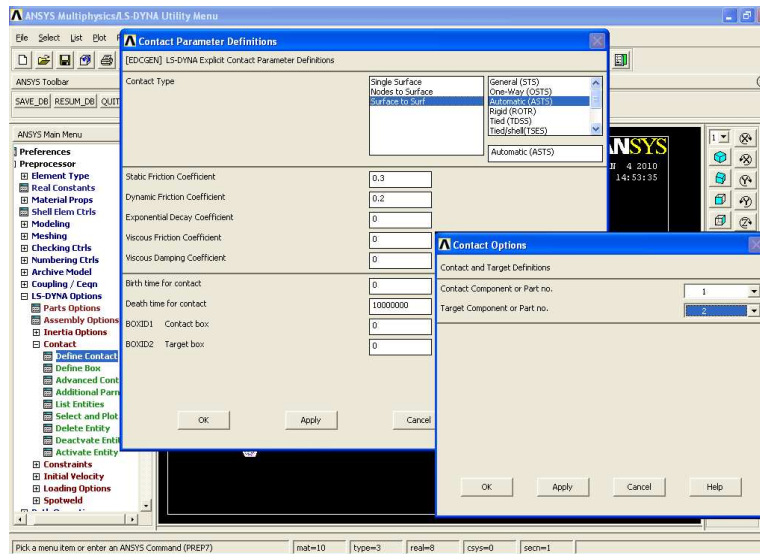 ANSYS Multiphysics/LS-DYNA Utility Menu
File Select List Plot
ANSYS Toolbar
SAVE_DB RESUM_DB QUIT
ANSYS Main Menu
Preferences
Preprocessor
Element Type
Real Constants
Material Props
Shell Elem Ctrls
Modeling
Meshing
Checking Ctrls
Numbering Ctrls
Archive Model
Coupling / Ceqn
LS-DYNA Options
Parts Options
Assembly Options
Inertia Options
Contact
Define Contact
Define Box
Advanced Cont
Additional Parm
List Entities
Select and Plot
Delete Entity
Deactvate Enti
Activate Entity
Constraints
Initial Velocity
Loading Options
Spotweld
Contact Parameter Definitions
[EDCGEN] LS-DYNA Explicit Contact Parameter Definitions
Contact Type
Single Surface
Nodes to Surface
Surface to Surf
General (STS)
One-Way (OSTS)
Automatic (ASTS)
Rigid (ROTR)
Tied (TDSS)
Tied/shell(TSES)
Automatic (ASTS)
Static Friction Coefficient 0.3
Dynamic Friction Coefficient 0.2
Exponential Decay Coefficient 0
Viscous Friction Coefficient 0
Viscous Damping Coefficient 0
Birth time for contact 0
Death time for contact 10000000
BOXID1 Contact box 0
BOXID2 Target box 0
OK Apply Cancel
NSYS
N 4 2010
14:53:35
1
Contact Options
Contact and Target Definitions
Contact Component or Part no. 1
Target Component or Part no. 2
OK Apply Cancel Help
Pick a menu item or enter an ANSYS Command (PREP7) mat=10 type=3 real=8 csys=0 secn=1